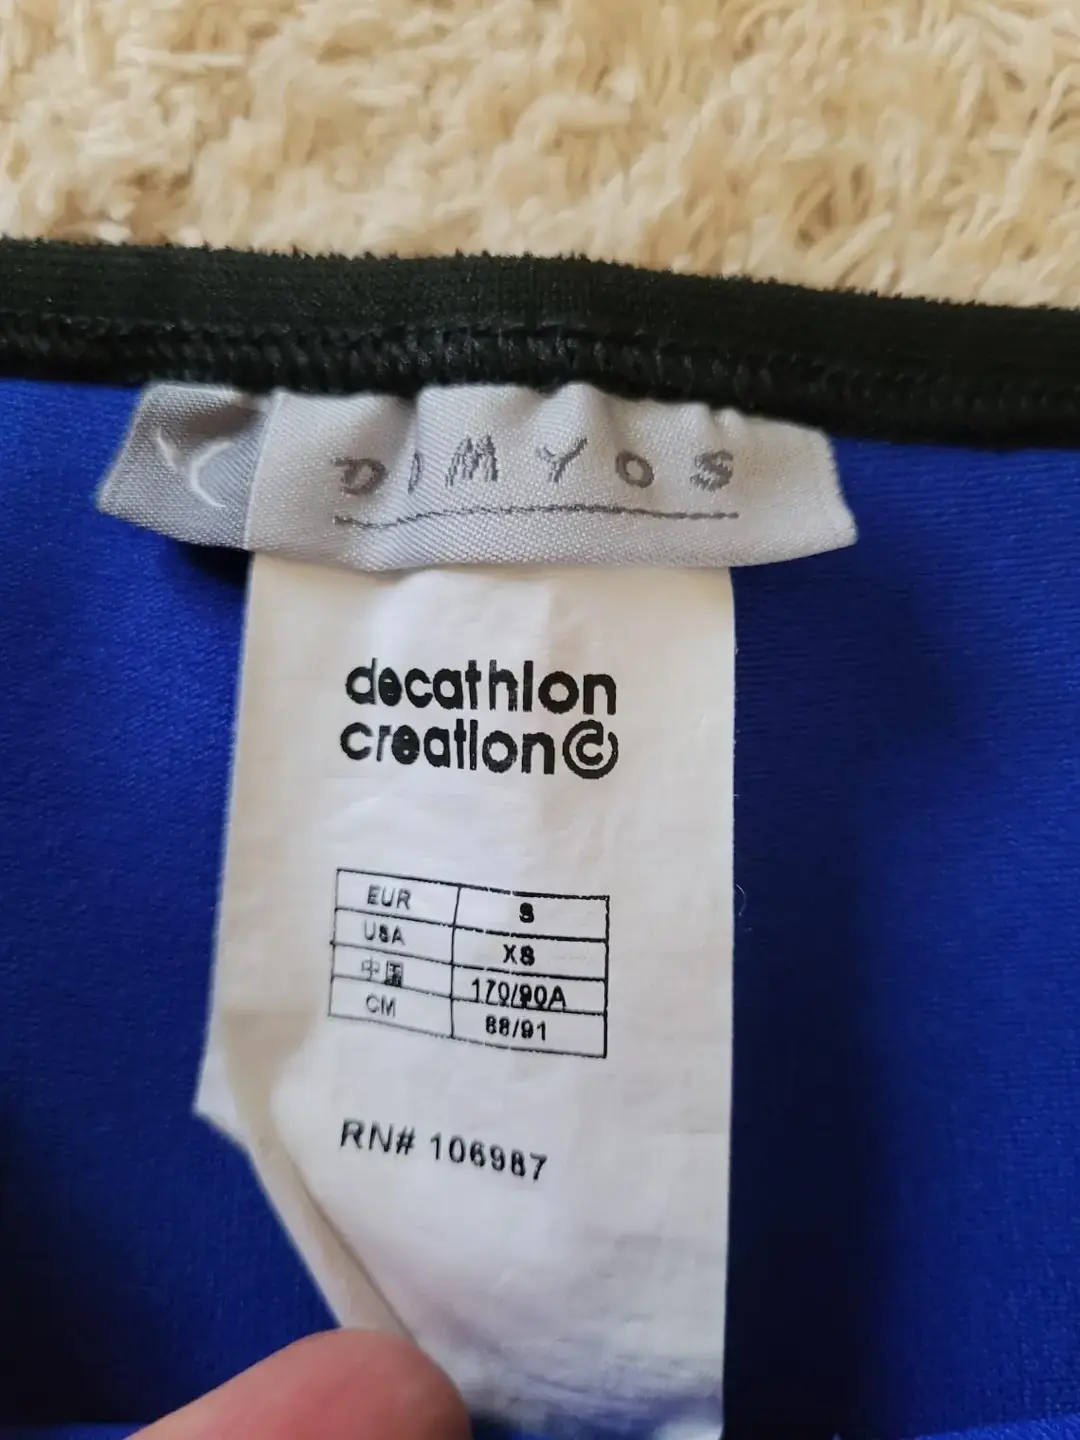 DIMYOS
decathlon
creation©
EUR S
USA XS
中国 170/90A
CM 88/91
RN# 106987